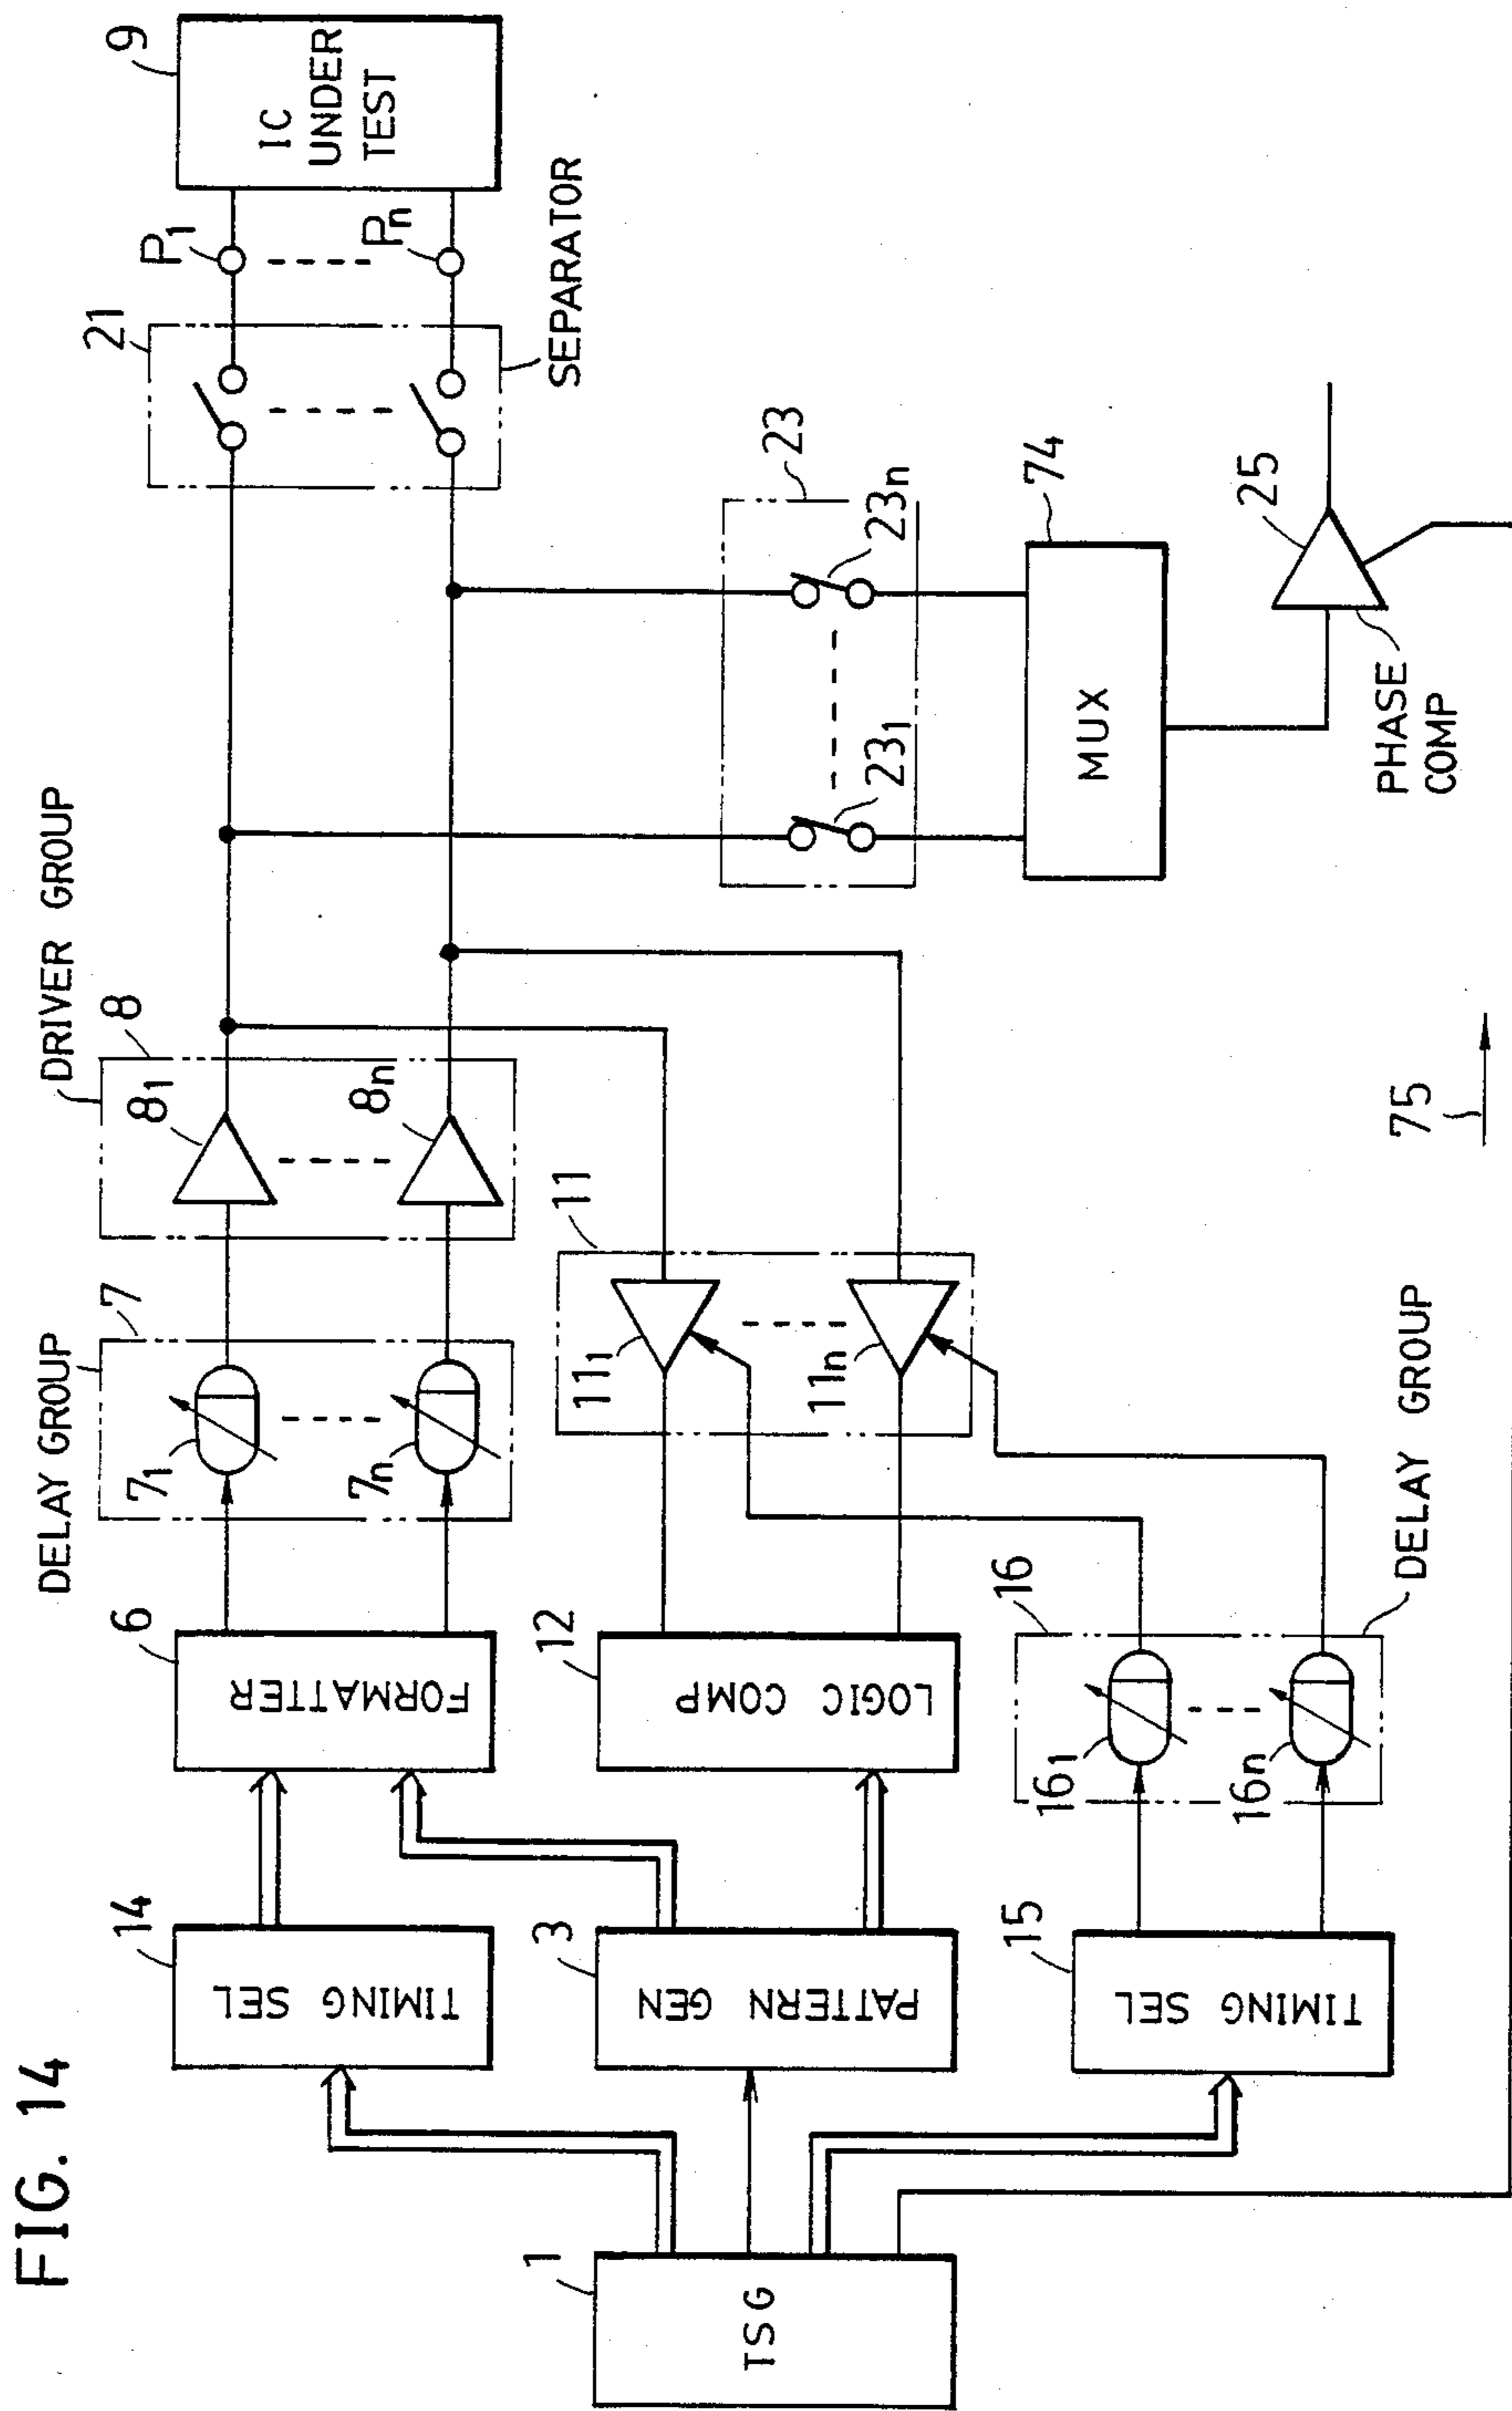 FIG. 14
1
TSG
14
TIMING SEL
3
PATTERN GEN
15
TIMING SEL
6
FORMATTER
12
LOGIC COMP
16
16₁
16n
DELAY GROUP
DELAY GROUP
7
7₁
7n
DRIVER GROUP
8
8₁
8n
11
11₁
11n
75
23
23₁
23n
74
MUX
25
PHASE
COMP
21
SEPARATOR
P₁
Pn
9
IC
UNDER
TEST